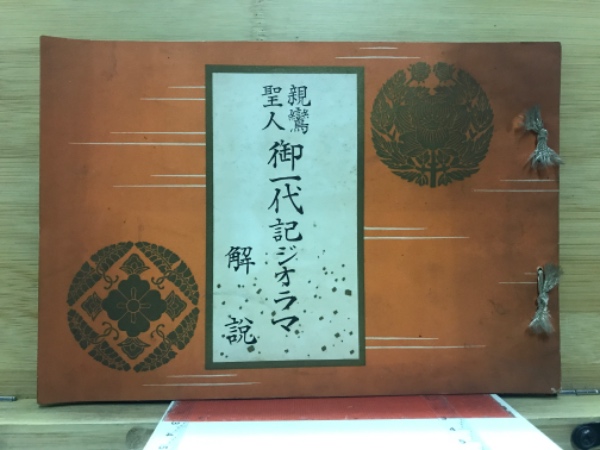 親鸞
聖人
御一代記ジオラマ
解説